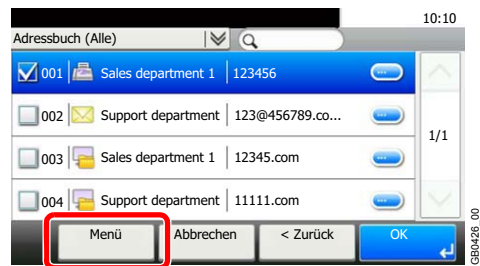 10:10
Adressbuch (Alle)
001 Sales department 1 123456
002 Support department 123@456789.co...
003 Sales department 1 12345.com
004 Support department 11111.com
1/1
Menü Abbrechen < Zurück OK
GB0426_00